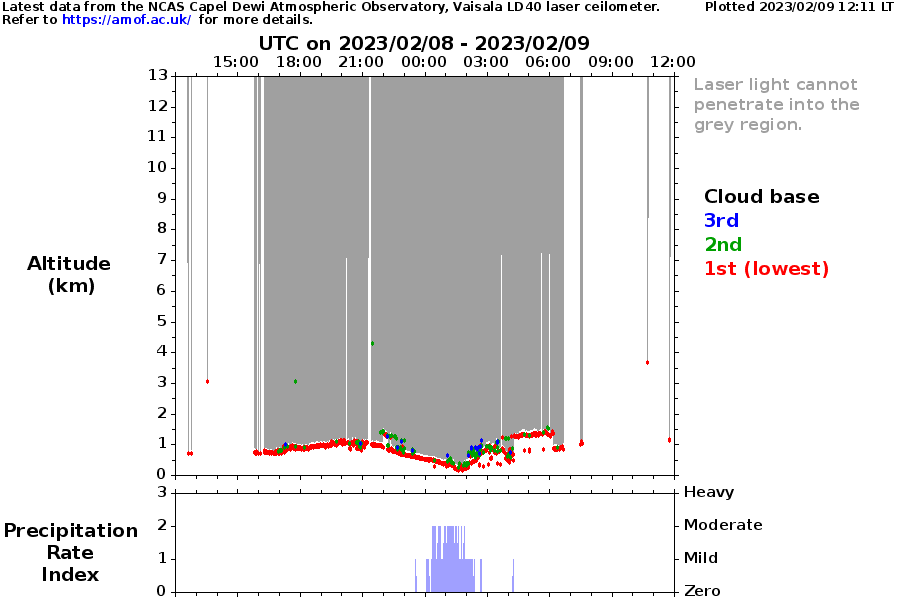 Latest data from the NCAS Capel Dewi Atmospheric Observatory, Vaisala LD40 laser ceilometer. Plotted 2023/02/09 12:11 LT
Refer to https://amof.ac.uk/ for more details.
UTC on 2023/02/08 - 2023/02/09
15:00 18:00 21:00 00:00 03:00 06:00 09:00 12:00
13
12
11
10
9
8
7
6
5
4
3
2
1
0
Altitude
(km)
Laser light cannot
penetrate into the
grey region.
Cloud base
3rd
2nd
1st (lowest)
3 Heavy
2 Moderate
1 Mild
0 Zero
Precipitation
Rate
Index